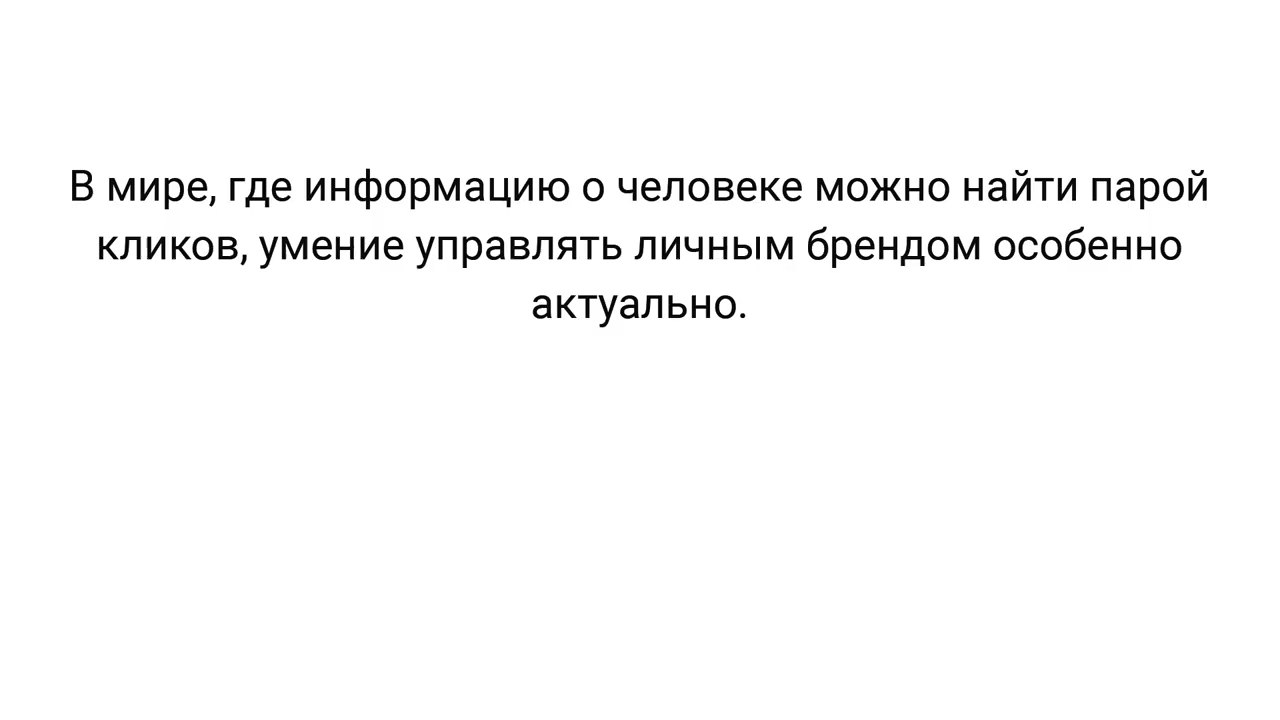 В мире, где информацию о человеке можно найти парой
кликов, умение управлять личным брендом особенно
актуально.